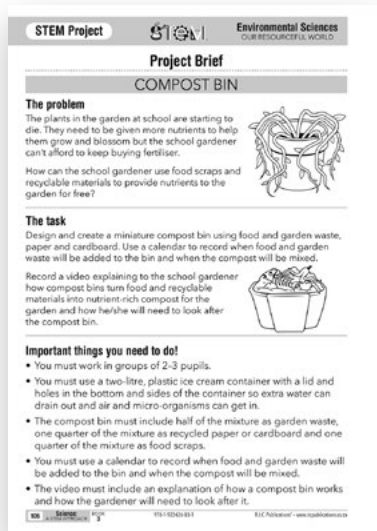 STEM Project
STEM
Environmental Sciences
OUR RESOURCEFUL WORLD
Project Brief
COMPOST BIN
The problem
The plants in the garden at school are starting to
die. They need to be given more nutrients to help
them grow and blossom but the school gardener
can't afford to keep buying fertiliser.
How can the school gardener use food scraps and
recyclable materials to provide nutrients to the
garden for free?
The task
Design and create a miniature compost bin using food and garden waste,
paper and cardboard. Use a calendar to record when food and garden
waste will be added to the bin and when the compost will be mixed.
Record a video explaining to the school gardener
how compost bins turn food and recyclable
materials into nutrient-rich compost for the
garden and how he/she will need to look after
the compost bin.
Important things you need to do!
• You must work in groups of 2–3 pupils.
• You must use a two-litre, plastic ice cream container with a lid and
holes in the bottom and sides of the container so extra water can
drain out and air and micro-organisms can get in.
• The compost bin must include half of the mixture as garden waste,
one quarter of the mixture as recycled paper or cardboard and one
quarter of the mixture as food scraps.
• You must use a calendar to record when food and garden waste will
be added to the bin and when the compost will be mixed.
• The video must include an explanation of how a compost bin works
and how the gardener will need to look after it.
Science:
A STEM APPROACH
BOOK
R.I.C. Publications®